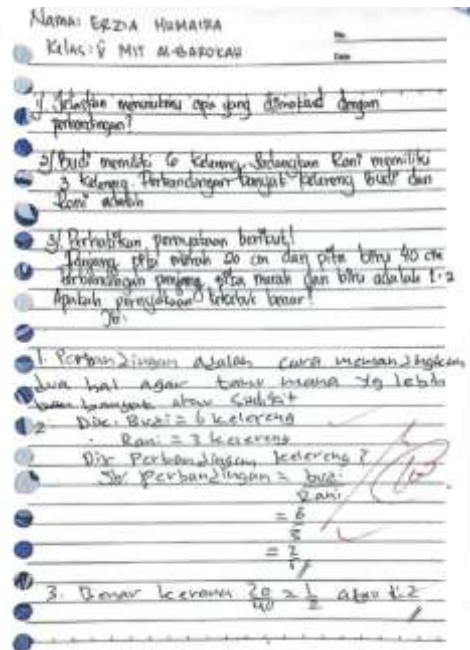 Nama: ERZIA HUMAIRA
No.
Kelas: V MIT Al-BAROKAH
Date
1/ Jelaskan menurutmu apa yang dimaksud dengan
perbandingan?
2/ Budi memiliki 6 kelereng, Sedangkan Rani memiliki
3 kelereng. Perbandingan banyak kelereng Budi dan
Rani adalah
3/ Perhatikan pernyataan berikut!
Panjang pita merah 20 cm dan pita biru 40 cm
Perbandingan panjang pita merah dan biru adalah 1:2
Apakah pernyataan tersebut benar?
Jb:
1. Perbandingan adalah cara membandingkan
dua hal agar mana yg lebih
banyak atau Sedikit
2. Dik: Budi = 6 kelereng
Rani = 3 kelereng
Dit Perbandingan kelereng?
Jb: Perbandingan = budi
Rani
= 6
3
= 2
1
3. Benar karena 20/40 = 1/2 atau 1:2